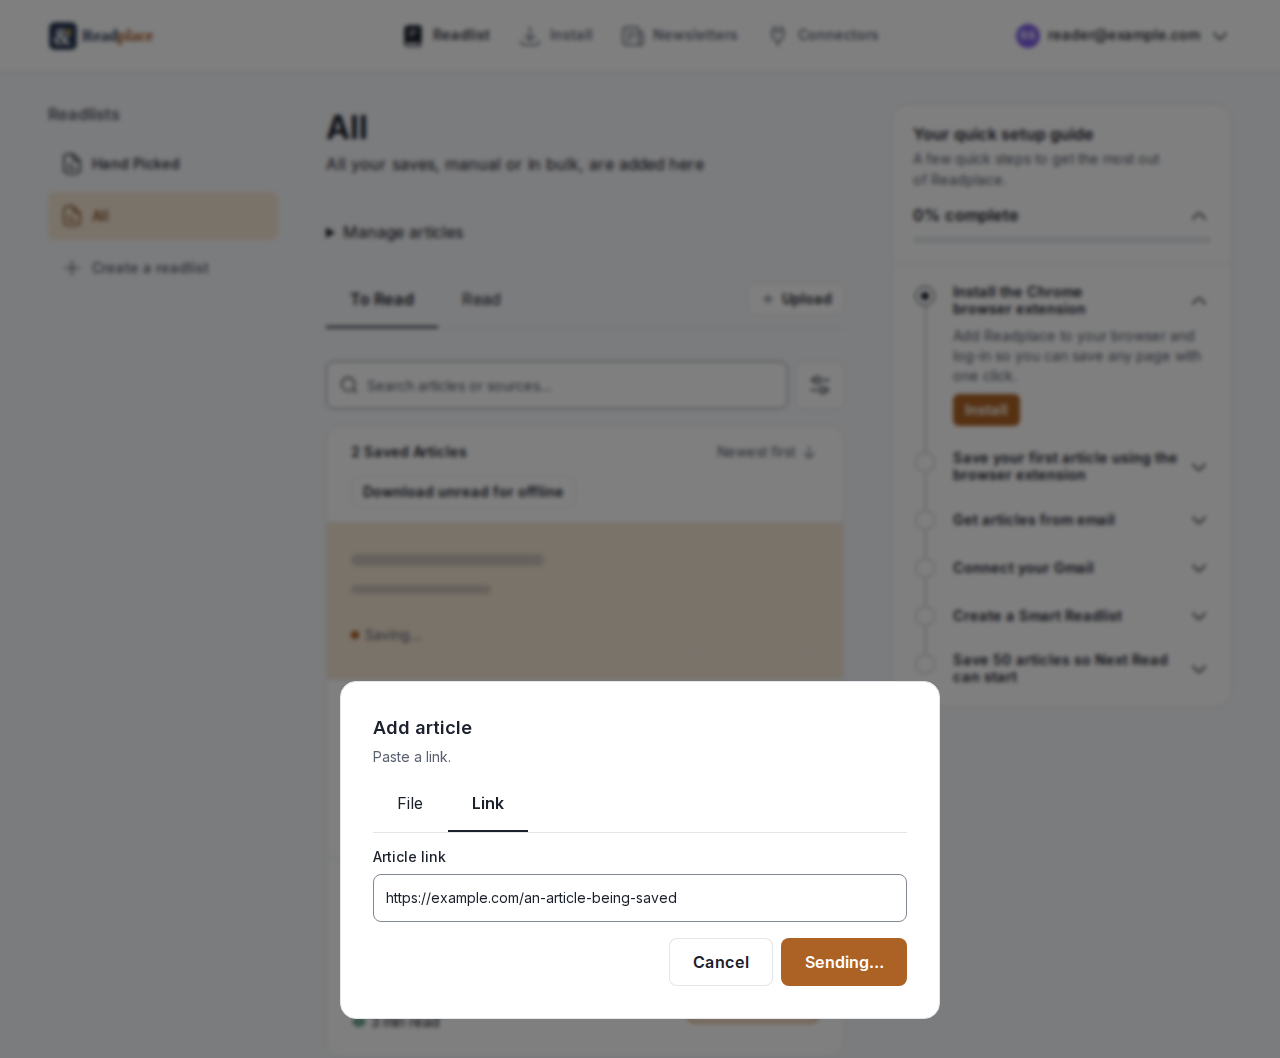 Readplace
Readlist
Install
Newsletters
Connectors
reader@example.com
Readlists
Hand Picked
All
Create a readlist
All
All your saves, manual or in bulk, are added here
Manage articles
To Read
Read
+ Upload
Search articles or sources...
2 Saved Articles
Newest first ↓
Download unread for offline
Saving...
3 min read
Your quick setup guide
A few quick steps to get the most out
of Readplace.
0% complete
Install the Chrome
browser extension
Add Readplace to your browser and
log-in so you can save any page with
one click.
Install
Save your first article using the
browser extension
Get articles from email
Connect your Gmail
Create a Smart Readlist
Save 50 articles so Next Read
can start
Add article
Paste a link.
File
Link
Article link
https://example.com/an-article-being-saved
Cancel
Sending...